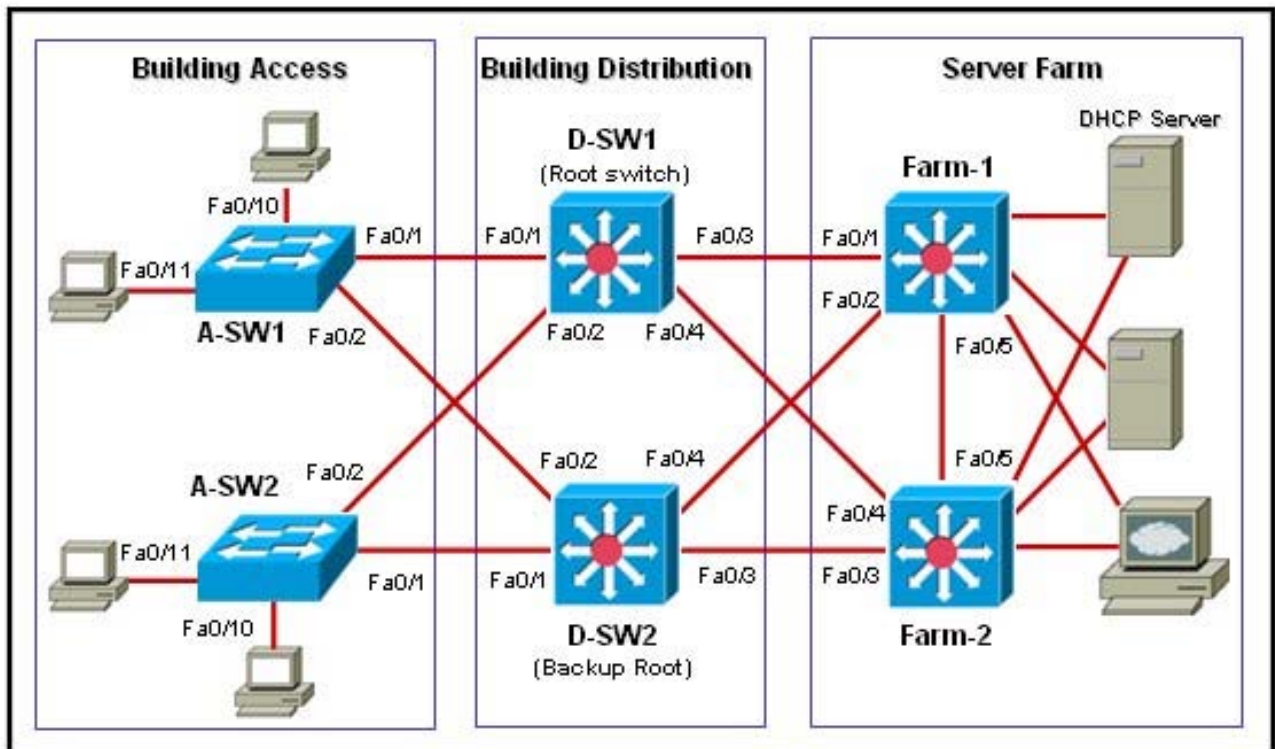 Building Access
Building Distribution
Server Farm
DHCP Server
D-SW1
(Root switch)
Farm-1
Fa0/10
Fa0/1
Fa0/1
Fa0/3
Fa0/1
Fa0/11
Fa0/2
A-SW1
Fa0/2
Fa0/2
Fa0/4
Fa0/5
Fa0/2
Fa0/2
Fa0/4
Fa0/5
A-SW2
Fa0/4
Fa0/11
Fa0/1
Fa0/1
Fa0/3
Fa0/3
Fa0/10
D-SW2
(Backup Root)
Farm-2